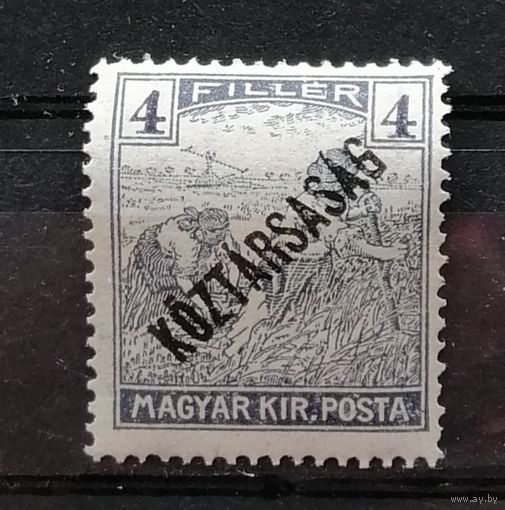 4 FILLÉR 4
KÖZTÁRSASÁG
MAGYAR KIR. POSTA
www.ay.by